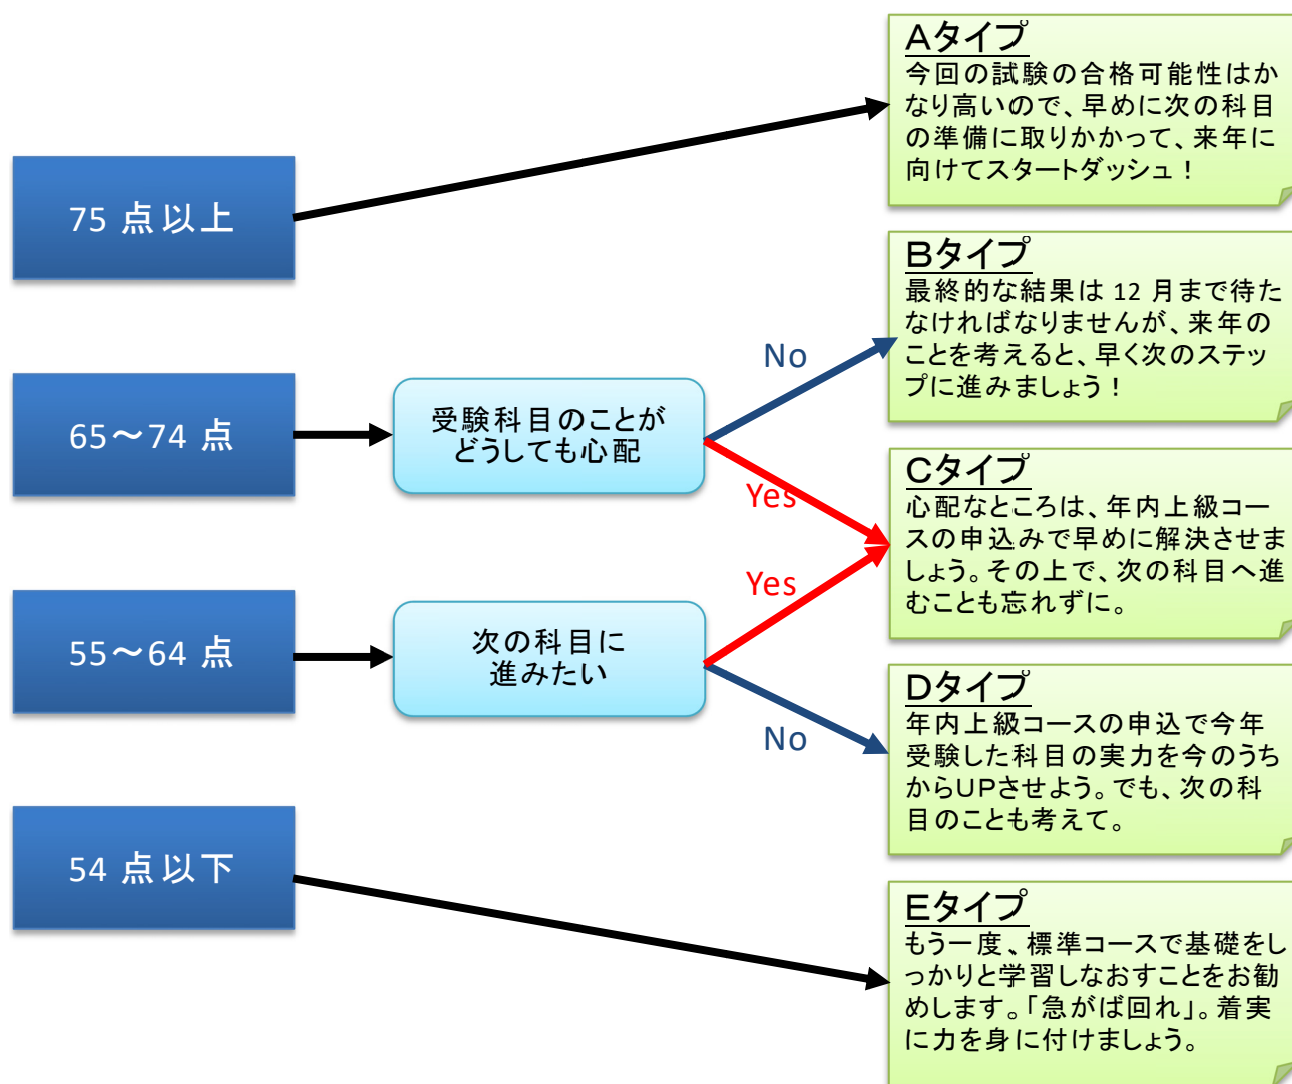 Aタイプ
今回の試験の合格可能性はか
なり高いので、早めに次の科目
の準備に取りかかって、来年に
向けてスタートダッシュ！
75 点以上
Bタイプ
最終的な結果は 12 月まで待た
なければなりませんが、来年の
ことを考えると、早く次のステッ
プに進みましょう！
No
65～74 点
受験科目のことが
どうしても心配
Yes
Cタイプ
心配なところは、年内上級コー
スの申込みで早めに解決させま
しょう。その上で、次の科目へ進
むことも忘れずに。
Yes
55～64 点
次の科目に
進みたい
No
Dタイプ
年内上級コースの申込で今年
受験した科目の実力を今のうち
からUPさせよう。でも、次の科
目のことも考えて。
54 点以下
Eタイプ
もう一度、標準コースで基礎をし
っかりと学習しなおすことをお勧
めします。「急がば回れ」。着実
に力を身に付けましょう。